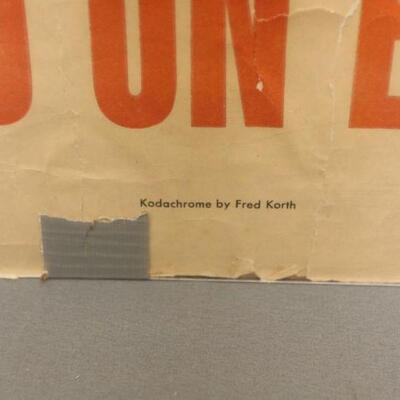 ON
Kodachrome by Fred Korth